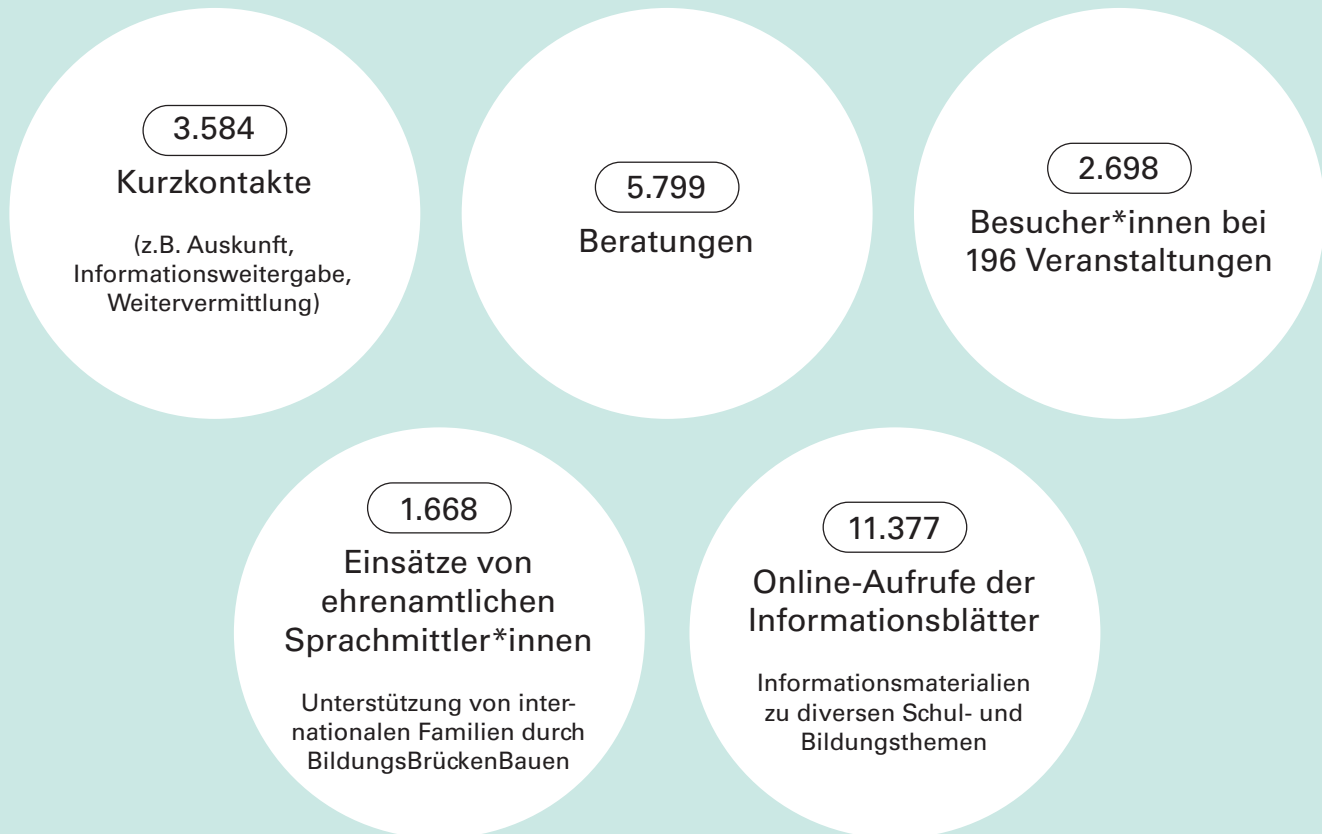 3.584
Kurzkontakte
(z.B. Auskunft,
Informationsweitergabe,
Weitervermittlung)
5.799
Beratungen
2.698
Besucher*innen bei
196 Veranstaltungen
1.668
Einsätze von
ehrenamtlichen
Sprachmittler*innen
Unterstützung von inter-
nationalen Familien durch
BildungsBrückenBauen
11.377
Online-Aufrufe der
Informationsblätter
Informationsmaterialien
zu diversen Schul- und
Bildungsthemen